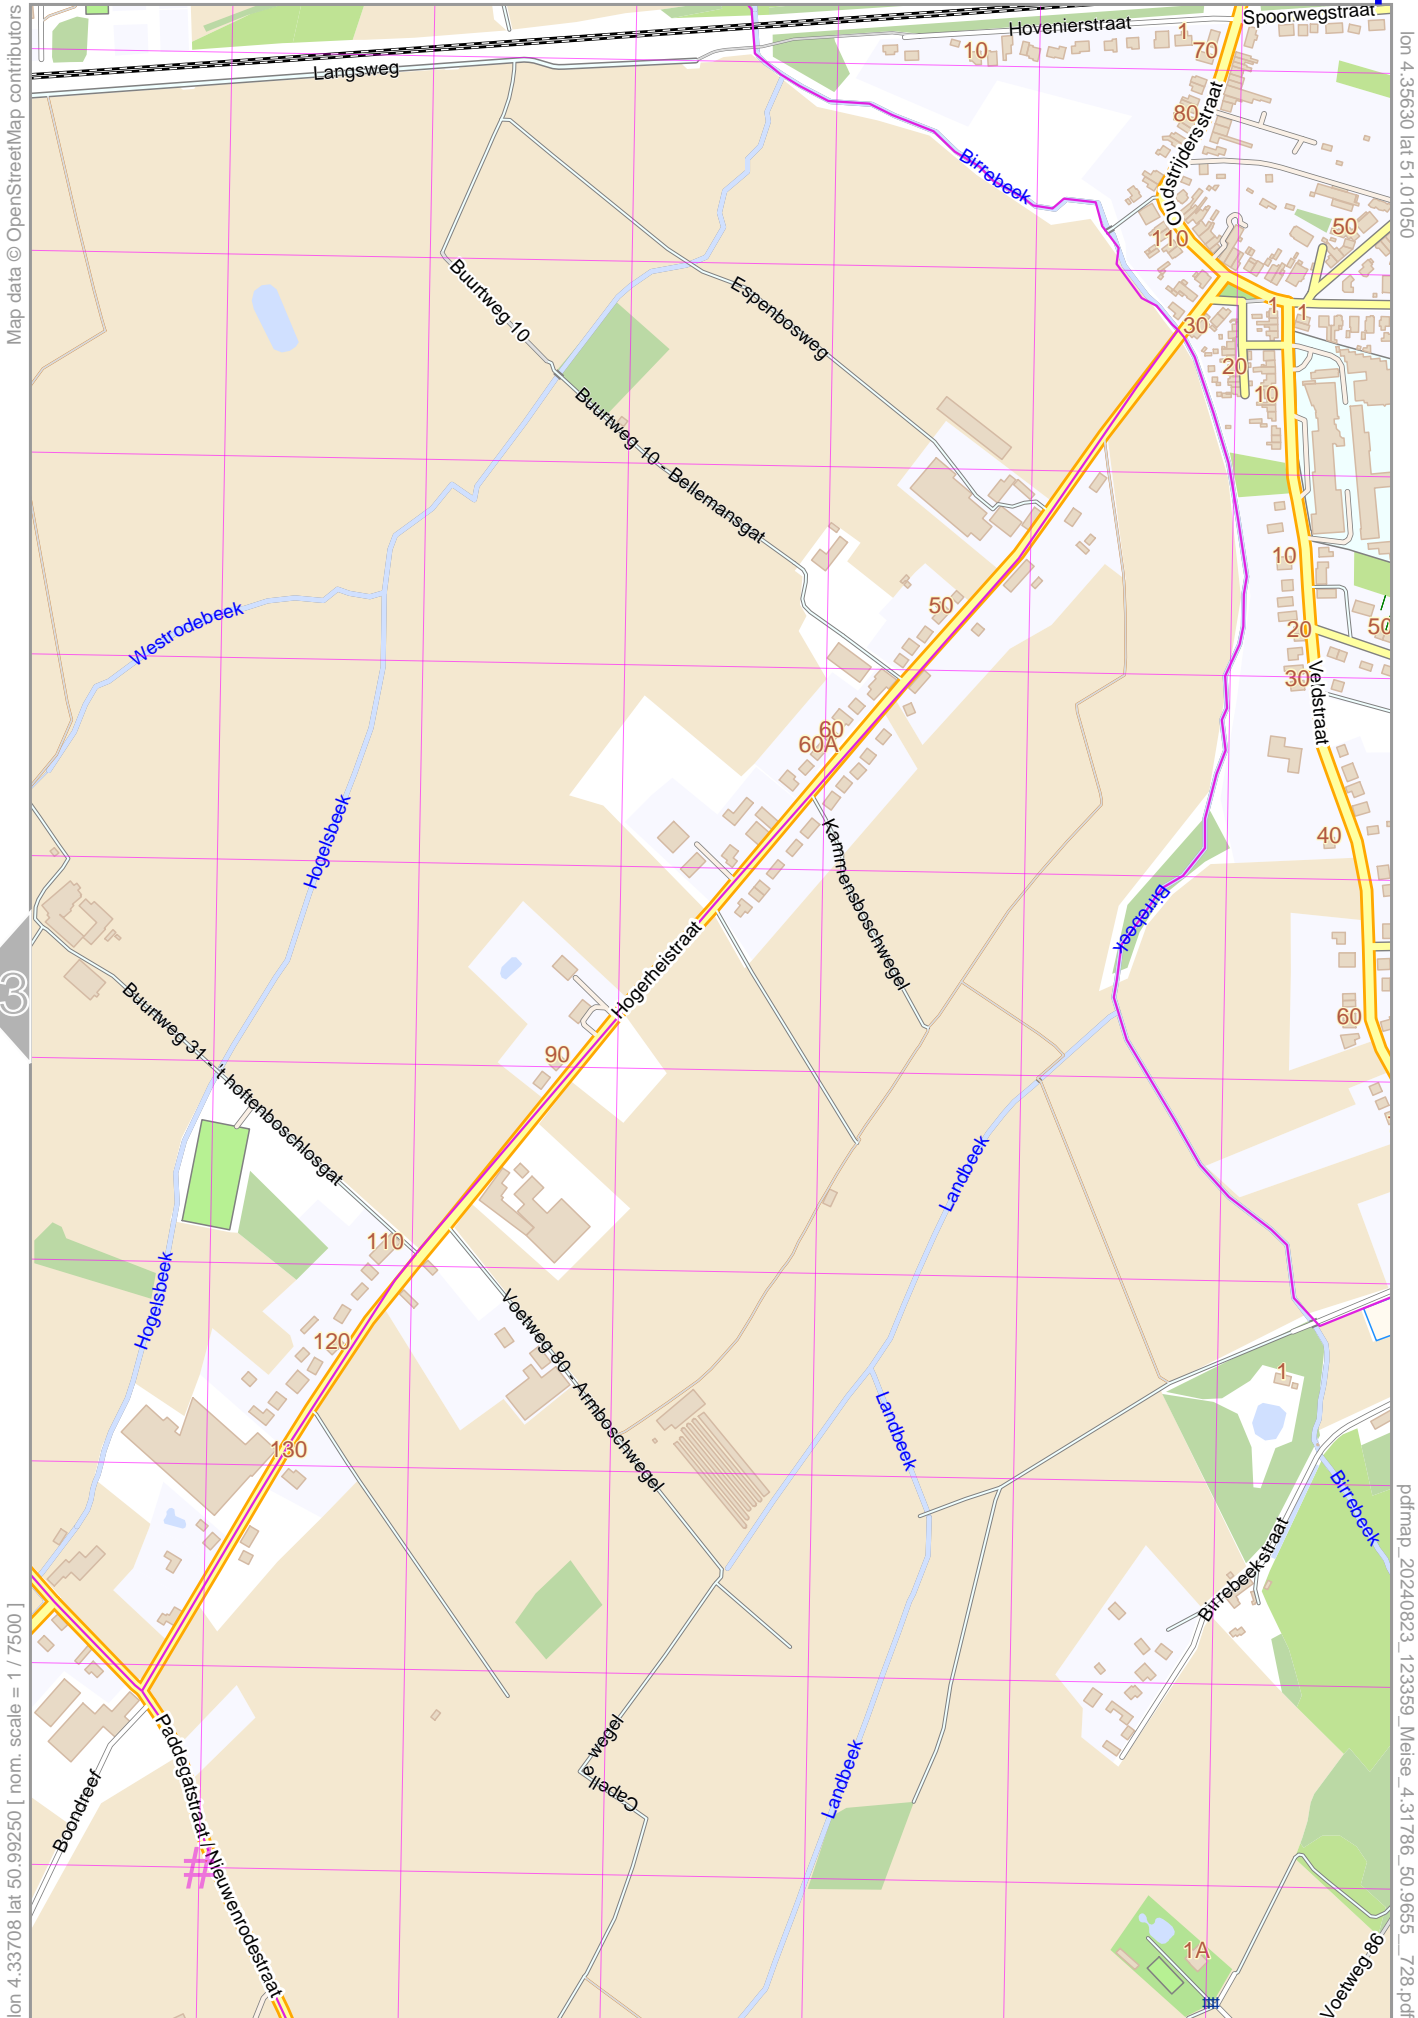 Map data © OpenStreetMap contributors
lon 4.35630 lat 51.01050
Spoorwegstraat
Hovenierstraat
1
10
70
Langsweg
80
Oudstrijdersstraat
Birrebeek
50
110
Buurtweg 10
Espenbosweg
1
1
30
20
10
Buurtweg 10 - Bellemansgat
10
50
Westrodebeek
20
50
30
Veldstraat
60
60A
Hogelsbeek
Kammensboschwegel
40
Birrebeek
Hogerheistraat
3
Buurtweg 31 - 't hoftenboschlosgat
60
90
Landbeek
110
Hogelsbeek
Voetweg 80 - Armboschwegel
120
1
Landbeek
130
Birrebeek
Birrebeekstraat
Paddegatstraat | Nieuwenrodestraat
Capelle wegel
Landbeek
Boondreef
#
1A
Voetweg 86
lon 4.33708 lat 50.99250 [ nom. scale = 1 / 7500 ]
pdfmap_20240823_123359_Meise_4.31786_50.9655__728.pdf